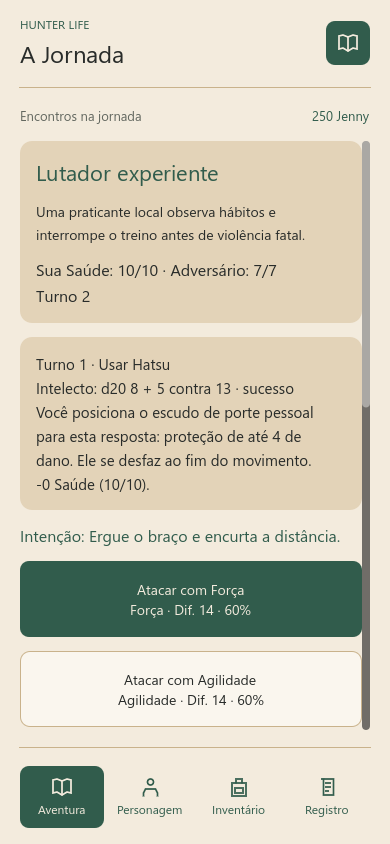 HUNTER LIFE
A Jornada
Encontros na jornada
250 Jenny
Lutador experiente
Uma praticante local observa hábitos e
interrompe o treino antes de violência fatal.
Sua Saúde: 10/10 · Adversário: 7/7
Turno 2
Turno 1 · Usar Hatsu
Intelecto: d20 8 + 5 contra 13 · sucesso
Você posiciona o escudo de porte pessoal
para esta resposta: proteção de até 4 de
dano. Ele se desfaz ao fim do movimento.
-0 Saúde (10/10).
Intenção: Ergue o braço e encurta a distância.
Atacar com Força
Força · Dif. 14 · 60%
Atacar com Agilidade
Agilidade · Dif. 14 · 60%
Aventura
Personagem
Inventário
Registro